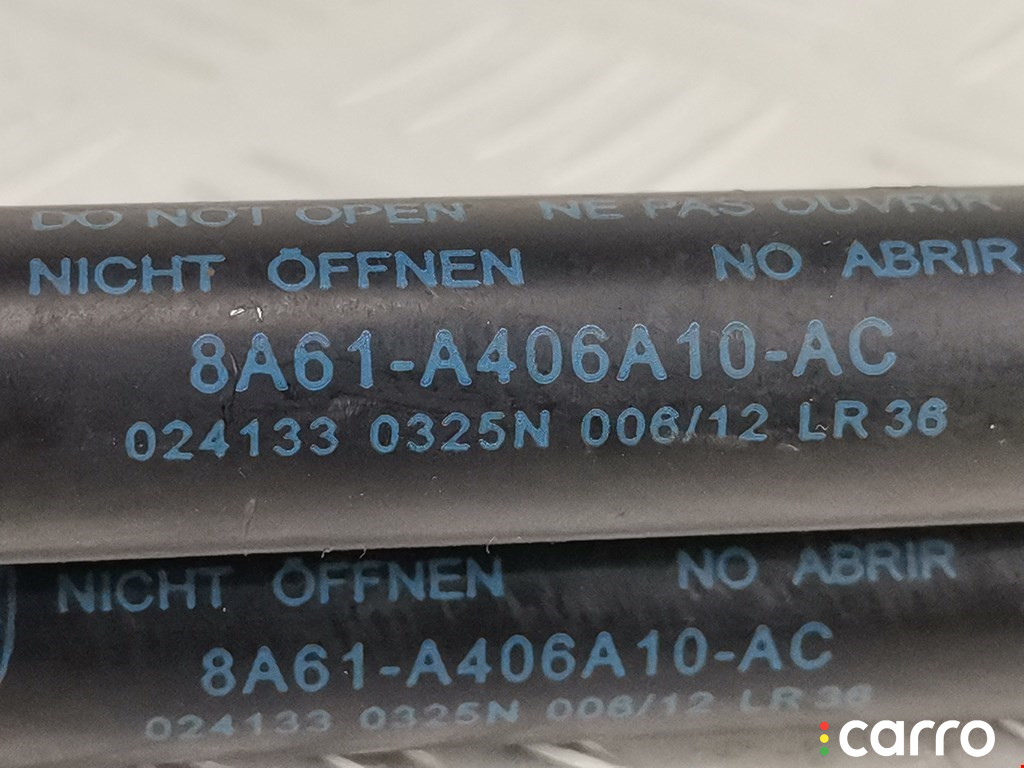 DO NOT OPEN NE PAS OUVRIR
NICHT ÖFFNEN NO ABRIR
8A61-A406A10-AC
024133 0325N 006/12 LR 36
NICHT ÖFFNEN NO ABRIR
8A61-A406A10-AC
024133 0325N 006/12 LR 36
carro